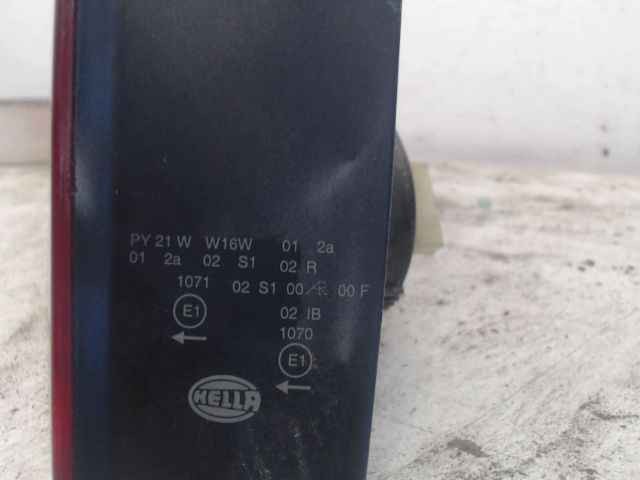 PY 21 W W16W 01 2a
01 2a 02 S1 02 R
1071 02 S1 00 / R 00 F
E1 02 IB
1070
E1
HELLA